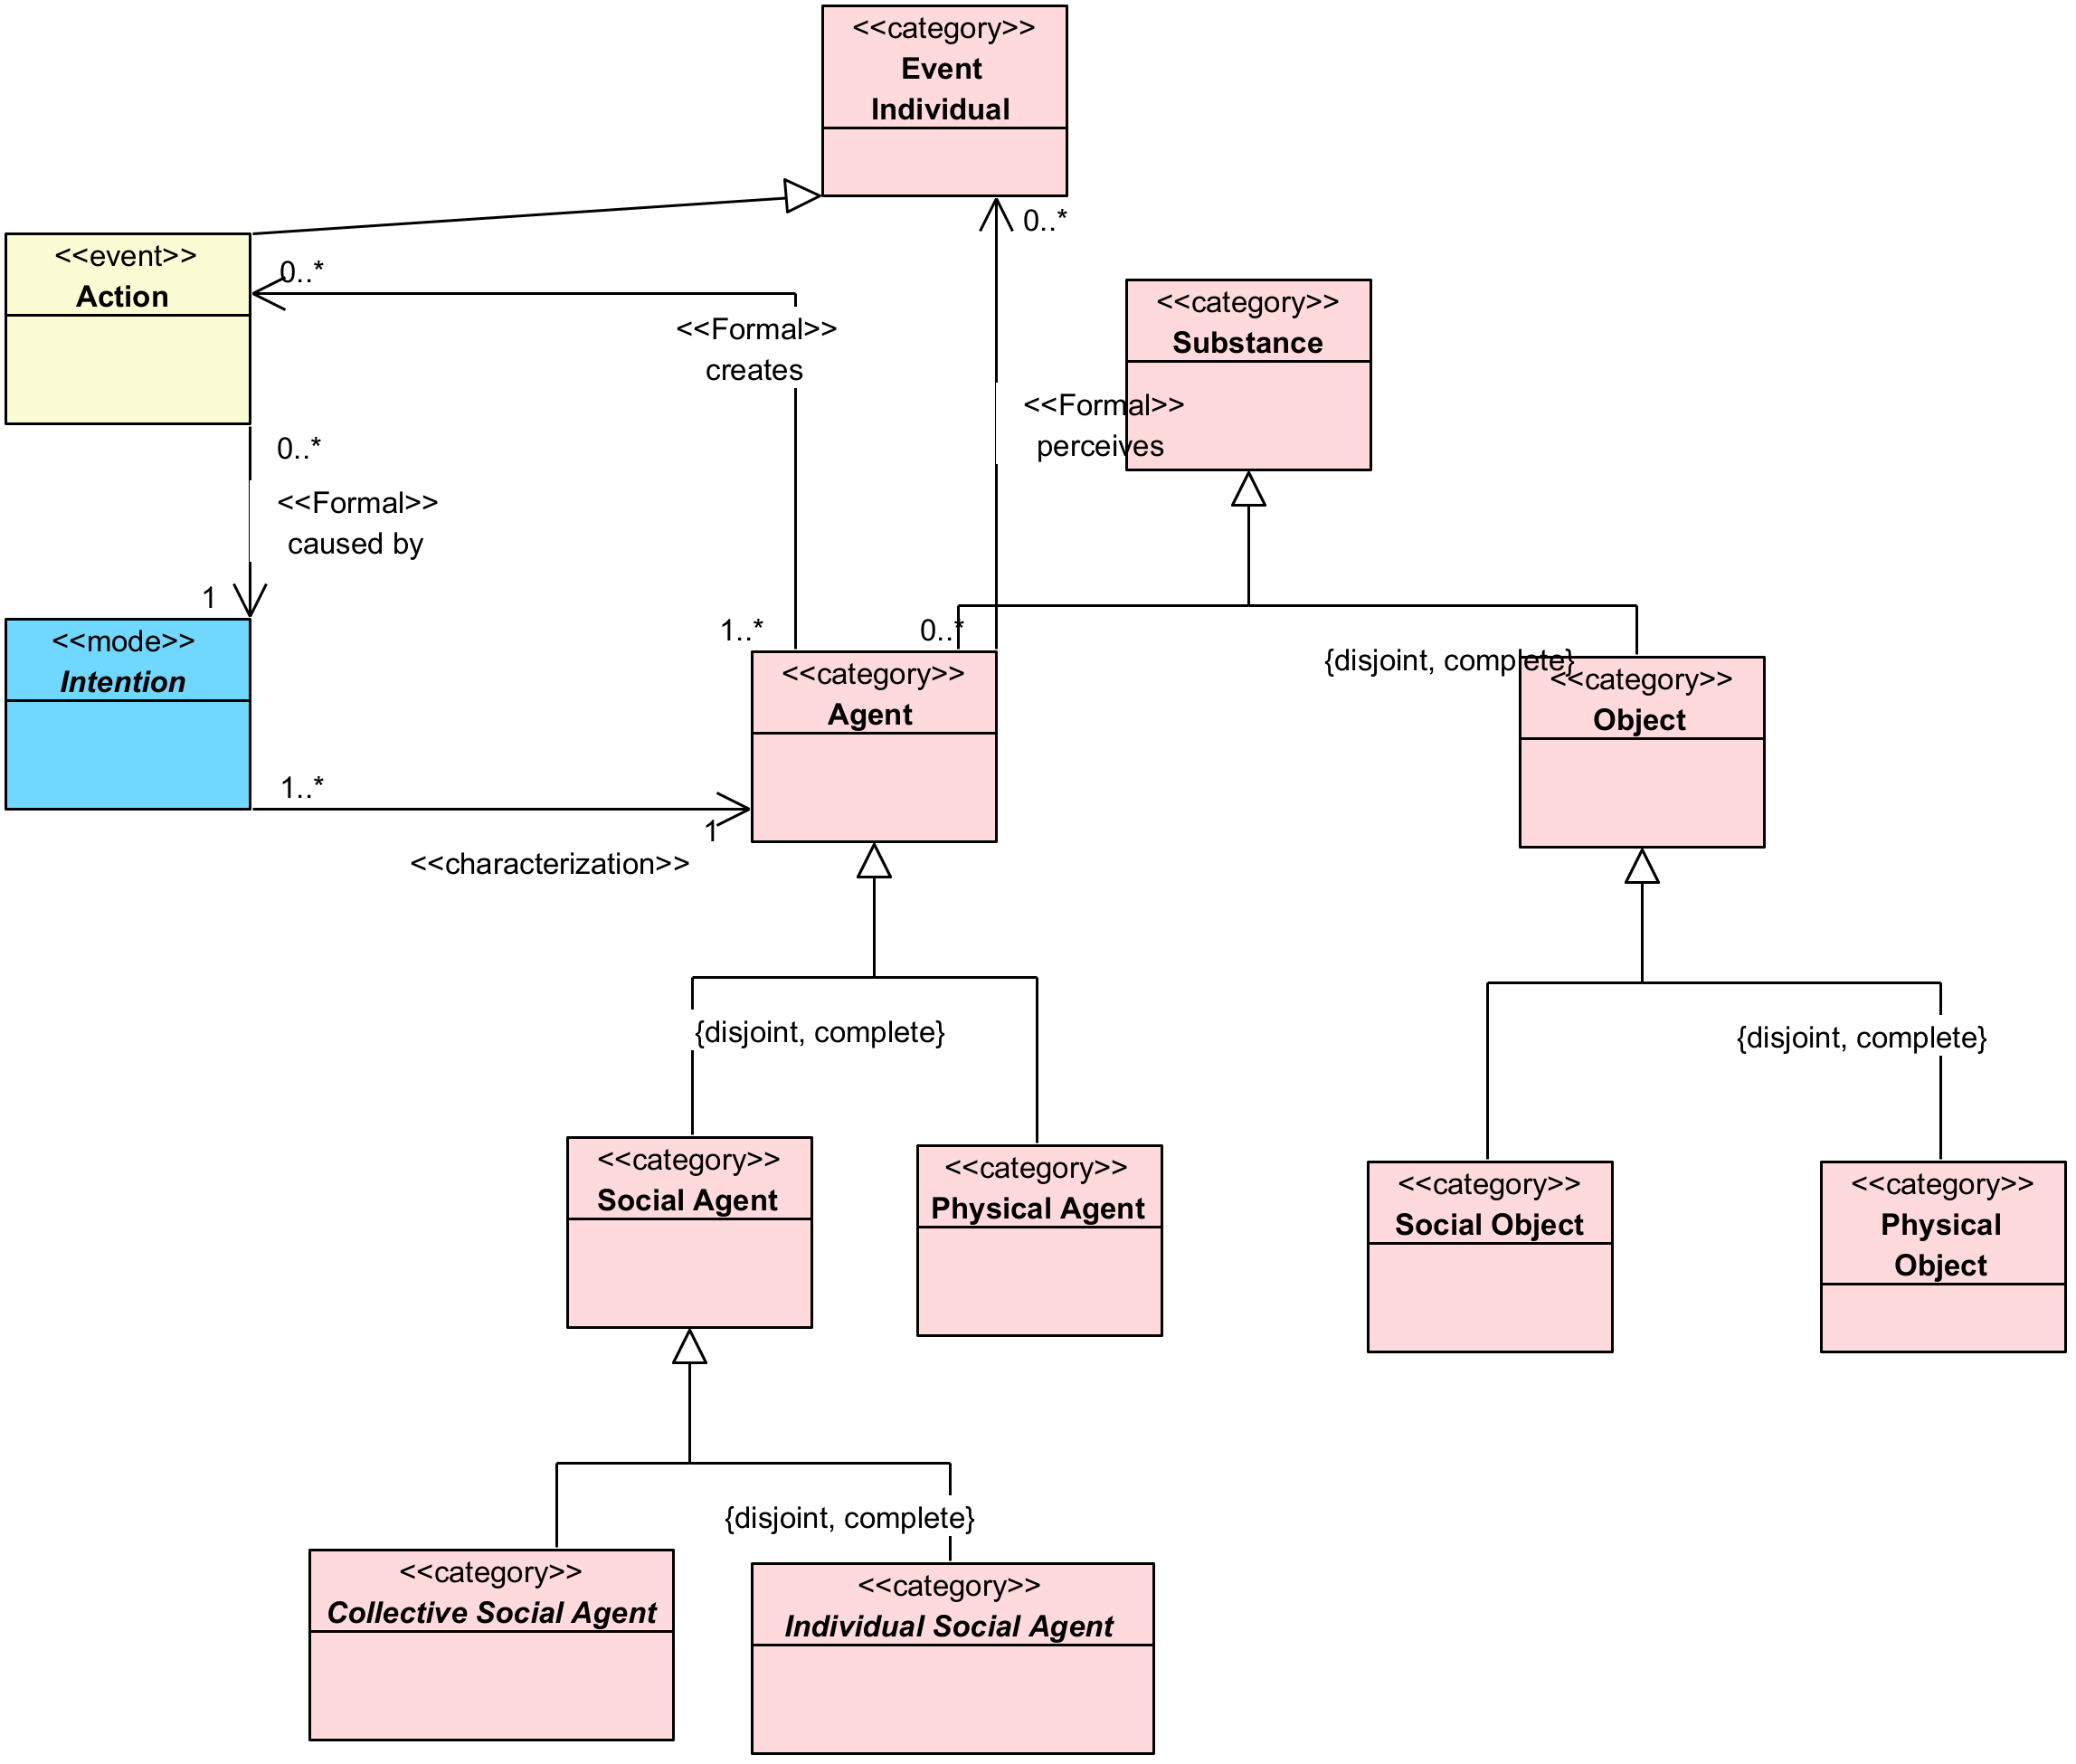 <<category>>
Event
Individual
0..*
<<event>>
Action
0..*
<<category>>
Substance
<<Formal>>
creates
<<Formal>>
perceives
0..*
<<Formal>>
caused by
1
1..*
0..*
<<mode>>
Intention
<<category>>
Agent
{disjoint, complete}
<<category>>
Object
1..*
1
<<characterization>>
{disjoint, complete}
{disjoint, complete}
<<category>>
Social Agent
<<category>>
Physical Agent
<<category>>
Social Object
<<category>>
Physical
Object
{disjoint, complete}
<<category>>
Collective Social Agent
<<category>>
Individual Social Agent